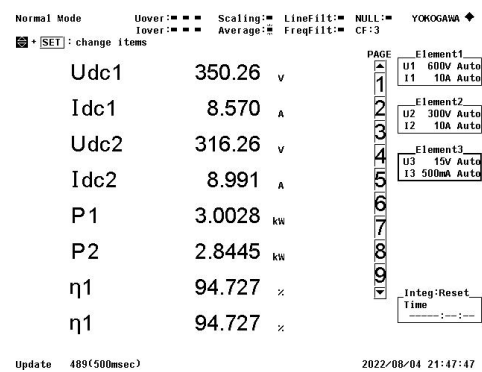 Normal Mode Uover: Scaling: LineFilt: NULL: YOKOGAWA
Iover: Average: FreqFilt: CF:3
+ SET : change items
PAGE
Udc1 350.26 V
Idc1 8.570 A
Udc2 316.26 V
Idc2 8.991 A
P1 3.0028 kW
P2 2.8445 kW
η1 94.727 %
η1 94.727 %
1
2
3
4
5
6
7
8
9
Element1
U1 600V Auto
I1 10A Auto
Element2
U2 300V Auto
I2 10A Auto
Element3
U3 15V Auto
I3 500mA Auto
Integ:Reset
Time
-----:--:--
Update 489(500msec) 2022/08/04 21:47:47